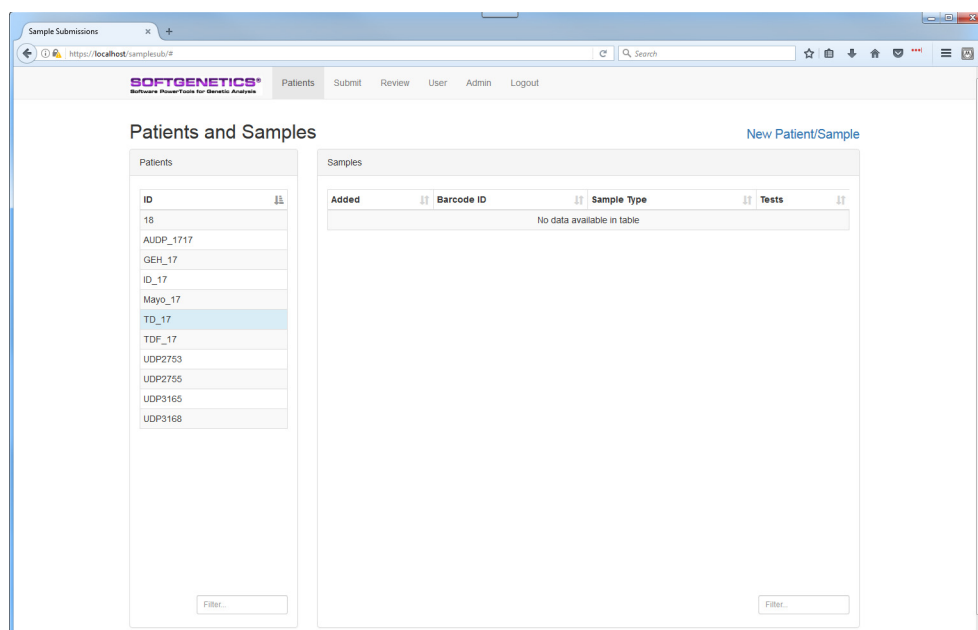 Sample Submissions
https://localhost/samplesub/#
Search
SOFTGENETICS®
Software PowerTools for Genetic Analysis
Patients Submit Review User Admin Logout
Patients and Samples
New Patient/Sample
Patients
ID
18
AUDP_1717
GEH_17
ID_17
Mayo_17
TD_17
TDF_17
UDP2753
UDP2755
UDP3165
UDP3168
Filter..
Samples
Added Barcode ID Sample Type Tests
No data available in table
Filter..